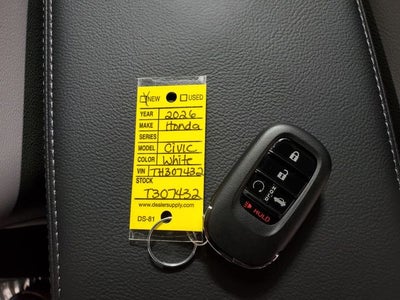 NEW USED
YEAR 2026
MAKE Honda
SERIES
MODEL Civic
COLOR White
VIN TH307432
STOCK
T307432
www.dealersupply.com
DS-81
HOLD